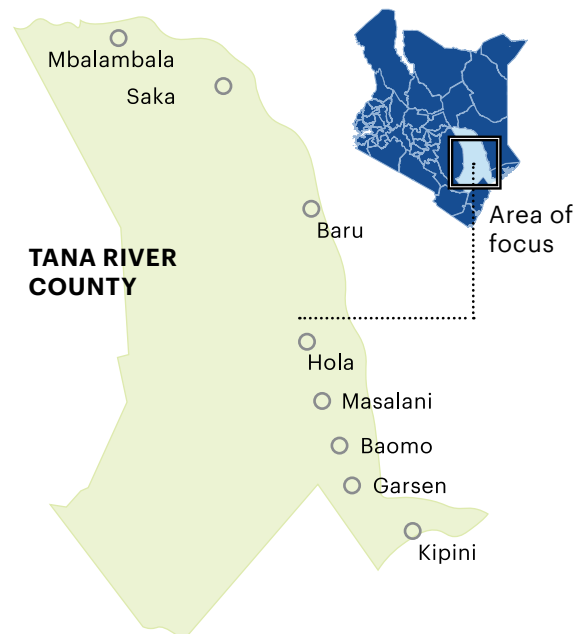 Mbalambala
Saka
Baru
Area of
focus
TANA RIVER
COUNTY
Hola
Masalani
Baomo
Garsen
Kipini